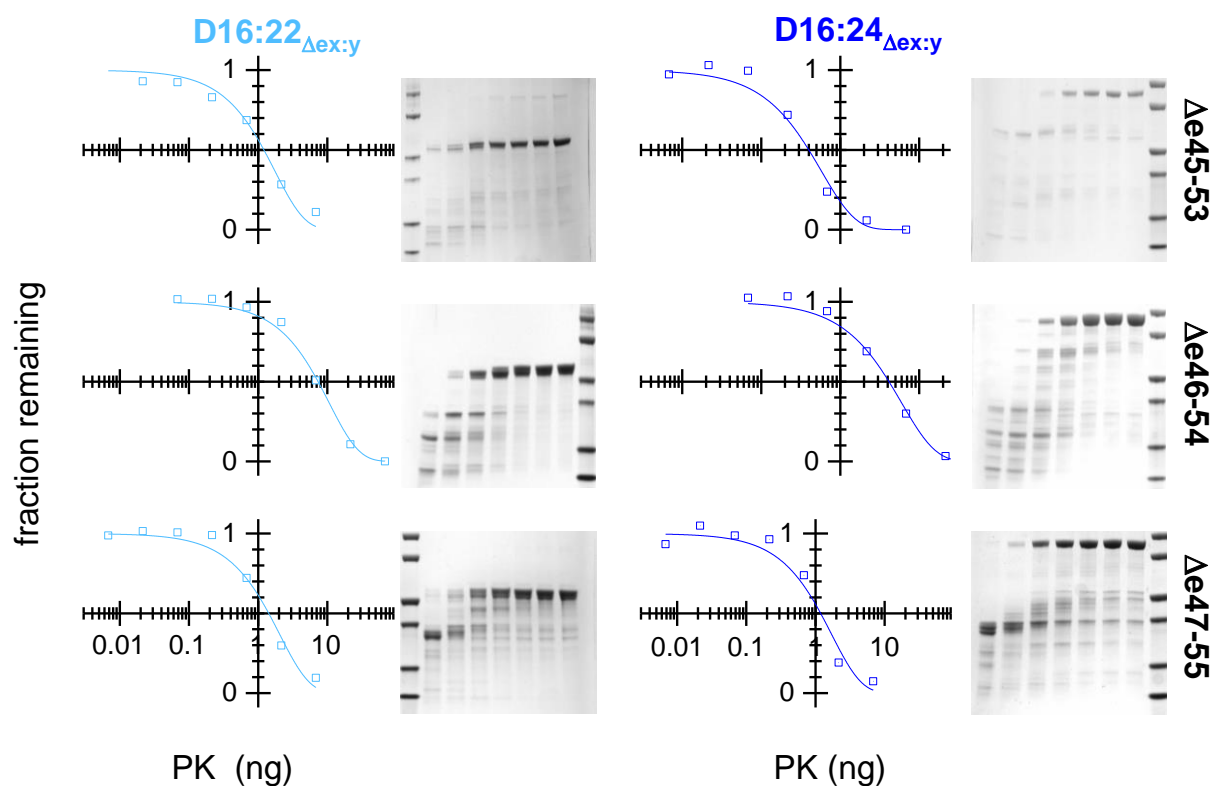 D16:22Δex:y
D16:24Δex:y
1
0
1
0
Δe45-53
fraction remaining
1
0
1
0
Δe46-54
1
0.01
0.1
10
0
1
0.01
0.1
1
10
0
Δe47-55
PK (ng)
PK (ng)